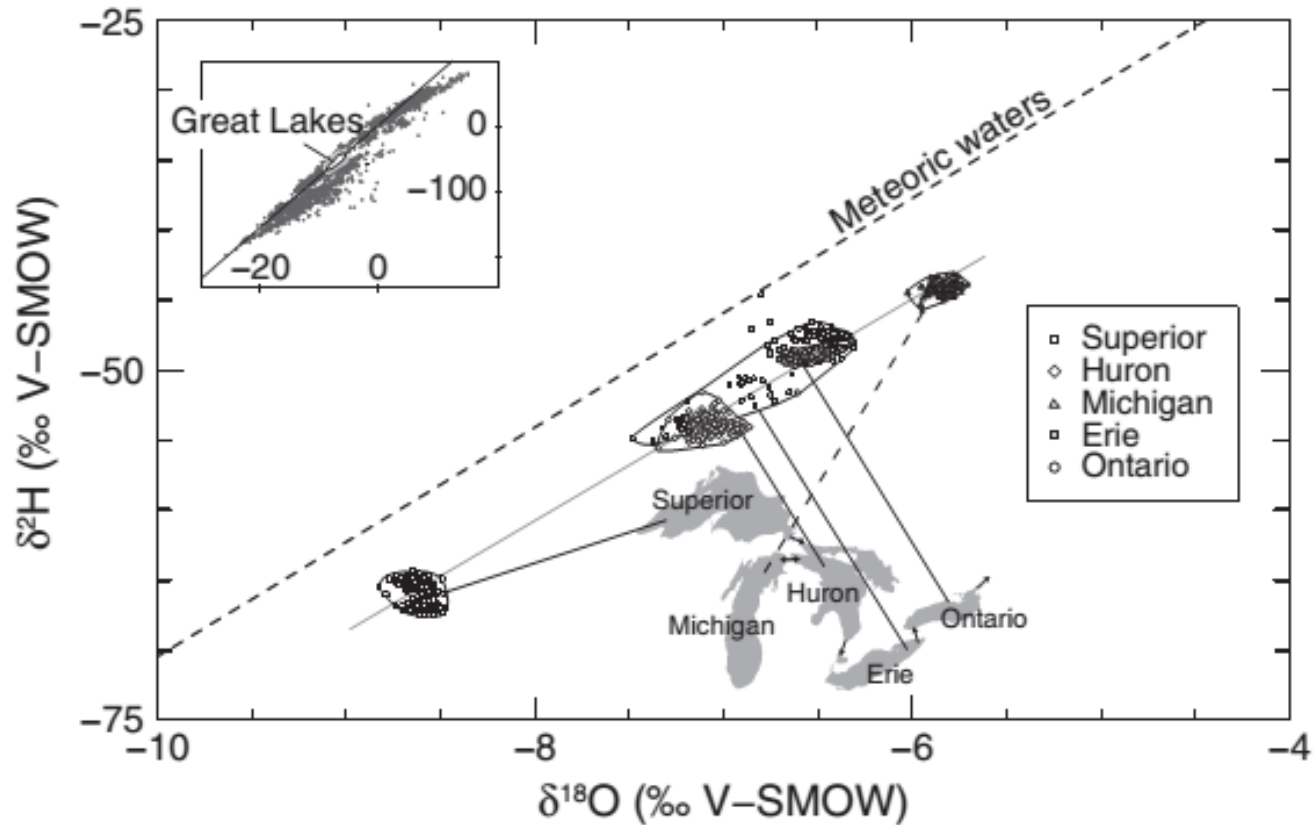 −25
−50
−75
δ²H (‰ V−SMOW)
Great Lakes
0
−100
−20
0
Meteoric waters
Superior
Huron
Michigan
Erie
Ontario
Superior
Huron
Michigan
Ontario
Erie
−10
−8
−6
−4
δ¹⁸O (‰ V−SMOW)